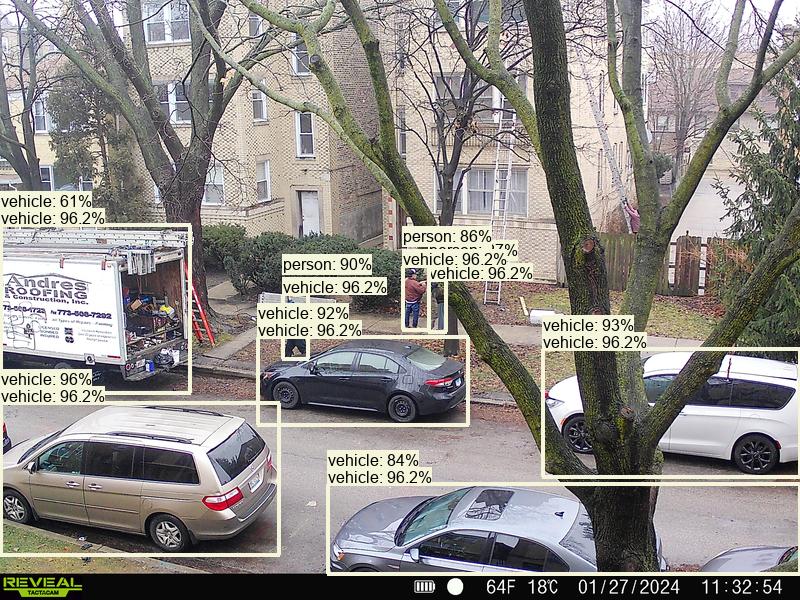 vehicle: 61%
vehicle: 96.2%
person: 86%
vehicle: 96.2%
vehicle: 96.2%
person: 90%
vehicle: 96.2%
vehicle: 92%
vehicle: 96.2%
vehicle: 93%
vehicle: 96.2%
Andres
ROOFING
& Construction, Inc.
773-508-7292
vehicle: 96%
vehicle: 96.2%
vehicle: 84%
vehicle: 96.2%
REVEAL
TACTACAM
64F 18°C 01/27/2024 11:32:54